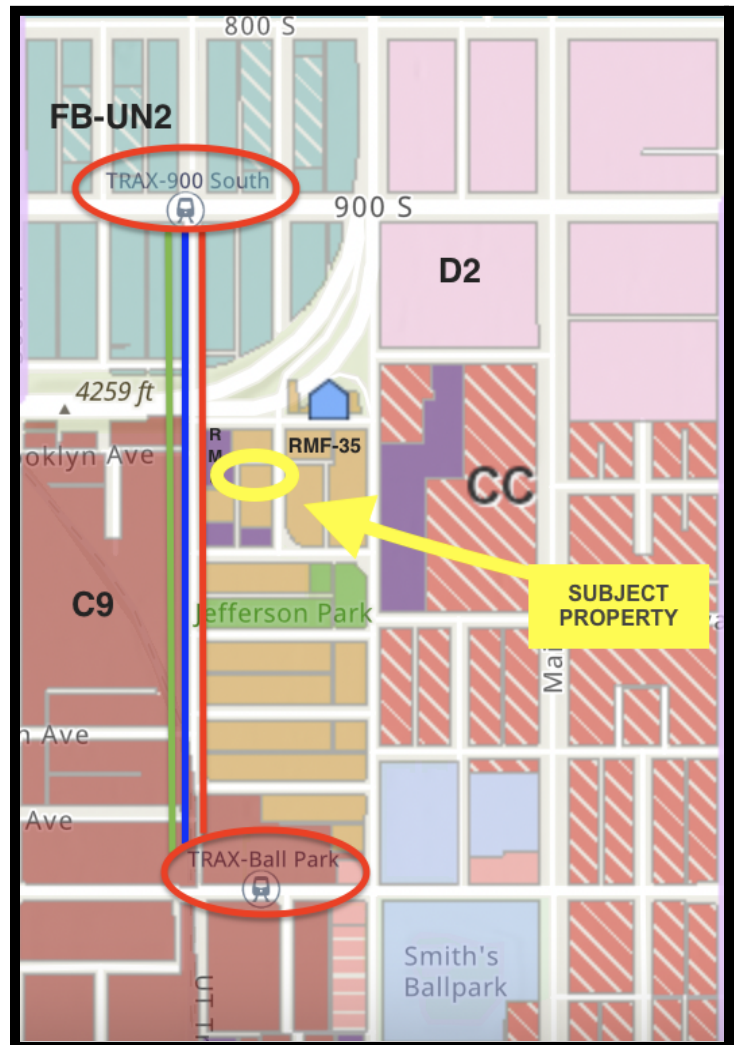 800 S
FB-UN2
TRAX-900 South
900 S
D2
4259 ft
R
M
RMF-35
oklyn Ave
CC
SUBJECT
PROPERTY
C9
Jefferson Park
Mai
Ave
Ave
TRAX-Ball Park
Smith's
Ballpark
UT Tr